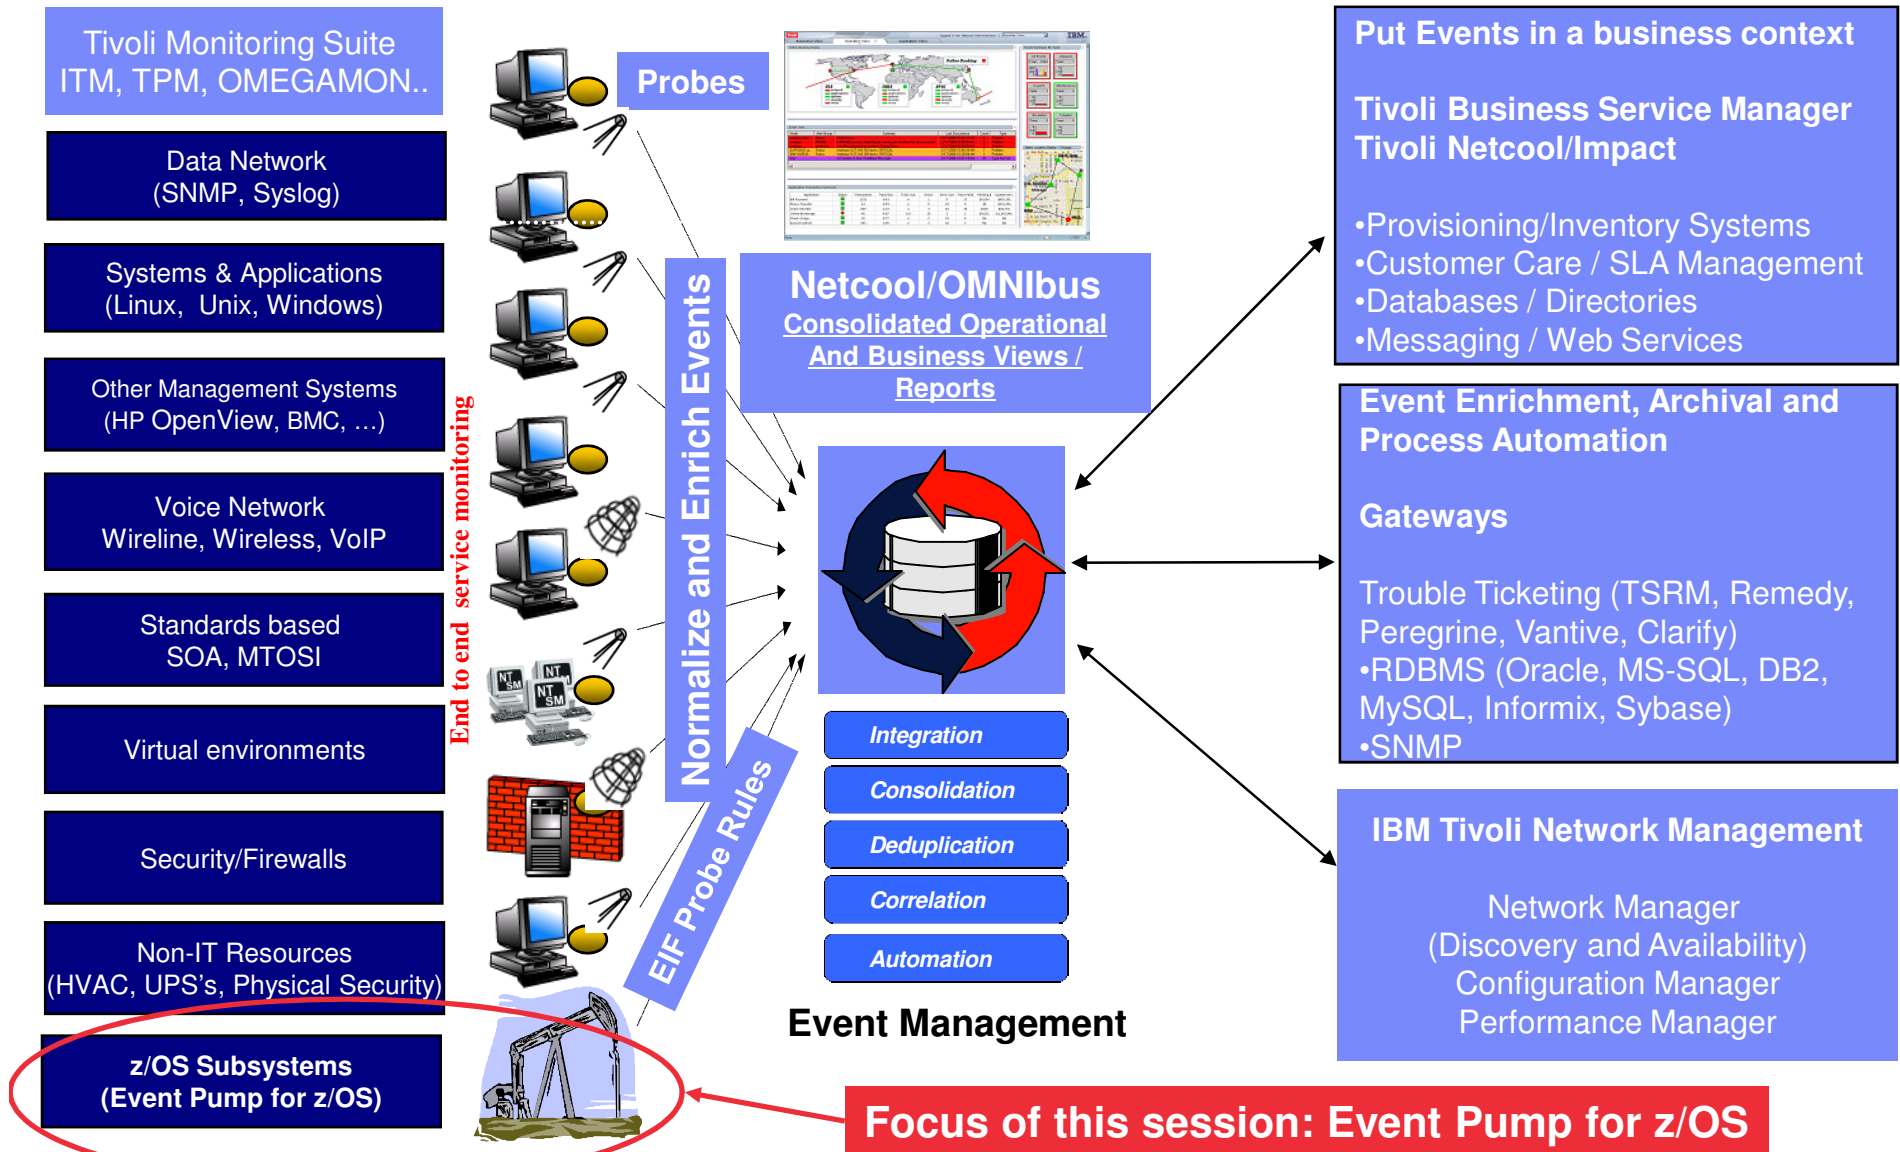 Tivoli Monitoring Suite
ITM, TPM, OMEGAMON..
Data Network
(SNMP, Syslog)
Systems & Applications
(Linux, Unix, Windows)
Other Management Systems
(HP OpenView, BMC, …)
Voice Network
Wireline, Wireless, VoIP
Standards based
SOA, MTOSI
Virtual environments
Security/Firewalls
Non-IT Resources
(HVAC, UPS's, Physical Security)
z/OS Subsystems
(Event Pump for z/OS)
End to end service monitoring
Probes
NT
SM
NT
NT
SM
Normalize and Enrich Events
EIF Probe Rules
IBM
Netcool/OMNIbus
Consolidated Operational
And Business Views /
Reports
Integration
Consolidation
Deduplication
Correlation
Automation
Event Management
Put Events in a business context
Tivoli Business Service Manager
Tivoli Netcool/Impact
•Provisioning/Inventory Systems
•Customer Care / SLA Management
•Databases / Directories
•Messaging / Web Services
Event Enrichment, Archival and
Process Automation
Gateways
Trouble Ticketing (TSRM, Remedy,
Peregrine, Vantive, Clarify)
•RDBMS (Oracle, MS-SQL, DB2,
MySQL, Informix, Sybase)
•SNMP
IBM Tivoli Network Management
Network Manager
(Discovery and Availability)
Configuration Manager
Performance Manager
Focus of this session: Event Pump for z/OS